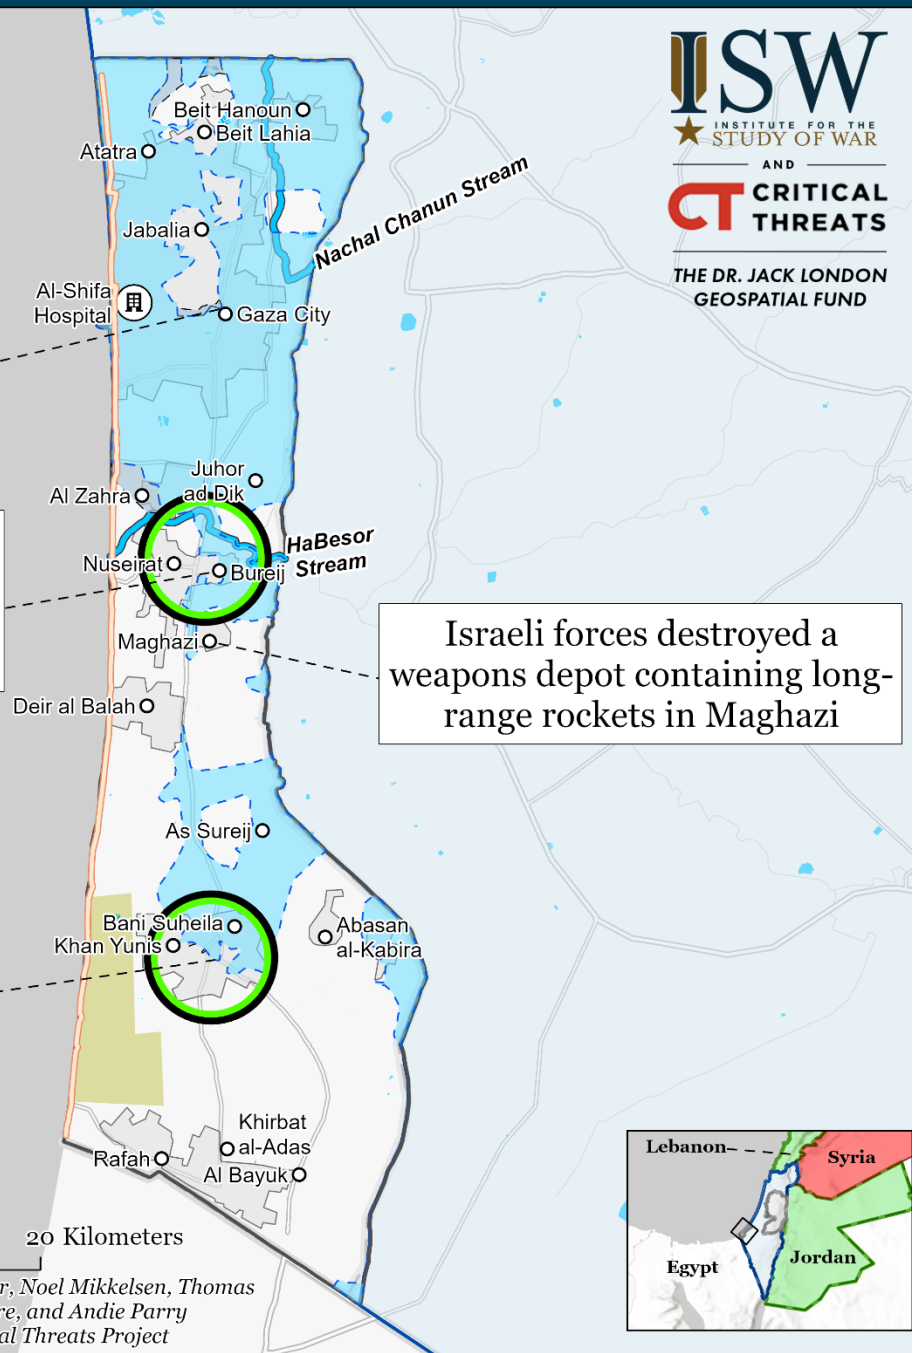 ISW
INSTITUTE FOR THE
STUDY OF WAR
AND
CT CRITICAL
THREATS
THE DR. JACK LONDON
GEOSPATIAL FUND
Beit Hanoun
Beit Lahia
Atatra
Nachal Chanun Stream
Jabalia
Al-Shifa
Hospital
Gaza City
Juhor
ad Dik
Al Zahra
HaBesor
Stream
Nuseirat
Bureij
Maghazi
Israeli forces destroyed a
weapons depot containing long-
range rockets in Maghazi
Deir al Balah
As Sureij
Bani Suheila
Khan Yunis
Abasan
al-Kabira
Khirbat
al-Adas
Rafah
Al Bayuk
Lebanon
Syria
Egypt
Jordan
20 Kilometers
r, Noel Mikkelsen, Thomas
re, and Andie Parry
al Threats Project